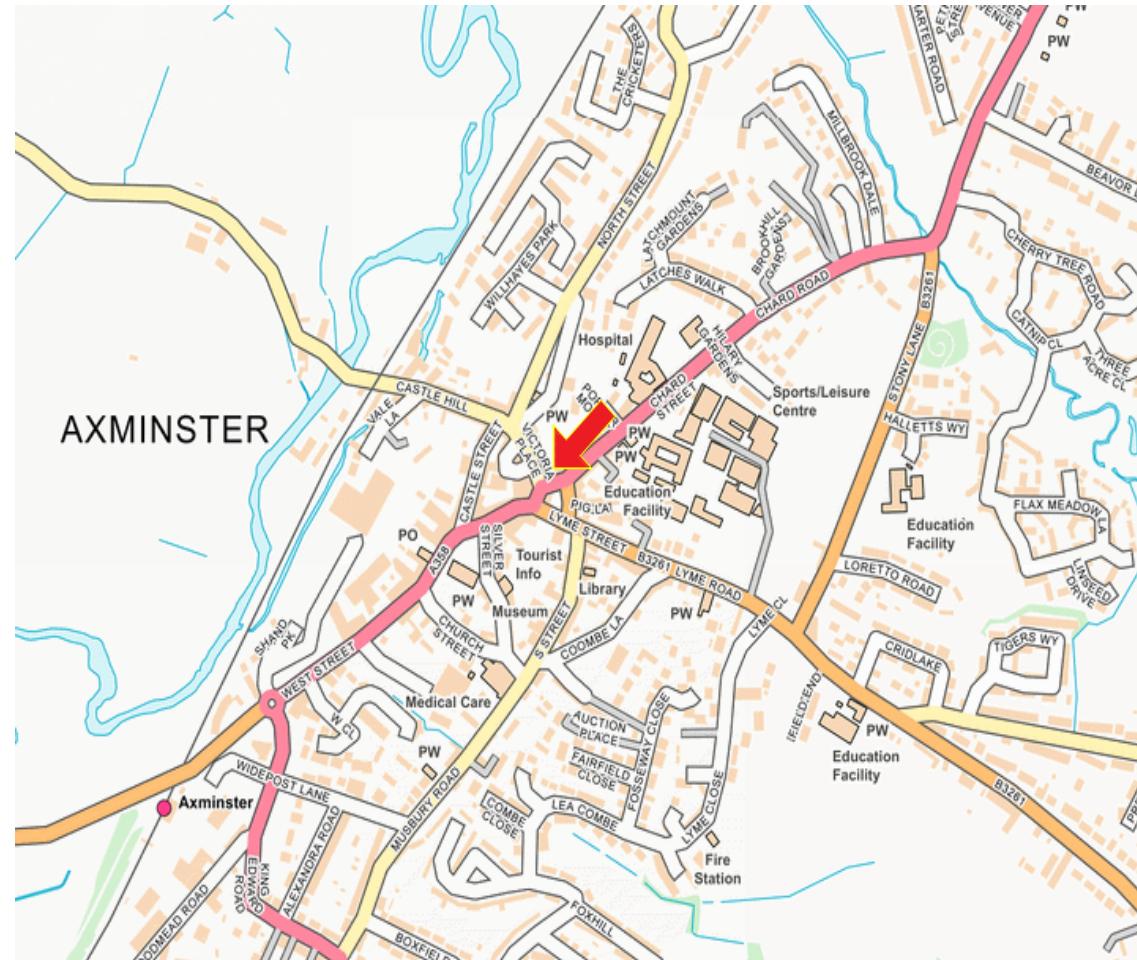 HARTER ROAD
PW
PW
THE
CRICKETERS
MILLBROOK DALE
BEAVOR
NORTH STREET
LATCHMOUNT
GARDENS
BROOKHILL
GARDENS
CHERRY TREE ROAD
WILLHAYES PARK
LATCHES WALK
CHARD ROAD
B3261
STONY LANE
CATNIP CL
THREE
ACRE CL
Hospital
HILARY
GARDENS
CASTLE HILL
VALE
LA
CHARD
STREET
Sports/Leisure
Centre
AXMINSTER
PW
VICTORIA
PLACE
PW
PW
HALLETTS WY
CASTLE STREET
Education
Facility
FLAX MEADOW LA
Education
Facility
LYME STREET
B3261
LYME ROAD
PO
A358
SILVER
STREET
Tourist
Info
LORETTO ROAD
LINSEED
DRIVE
PW
Museum
Library
PW
LYME CL
SHAND
PK
CHURCH
STREET
S STREET
COOMBE LA
CRIDLAKE
TIGERS WY
WEST STREET
Medical Care
W CL
AUCTION
PLACE
FOSSEWAY CLOSE
PW
Education
Facility
PW
FAIRFIELD
CLOSE
WIDEPOST LANE
MUSBURY ROAD
LYME CLOSE
B3261
Axminster
COMBE
CLOSE
LEA COMBE
ALEXANDRA ROAD
Fire
Station
KING
EDWARD
ROAD
FOXHILL
BOXFIELD